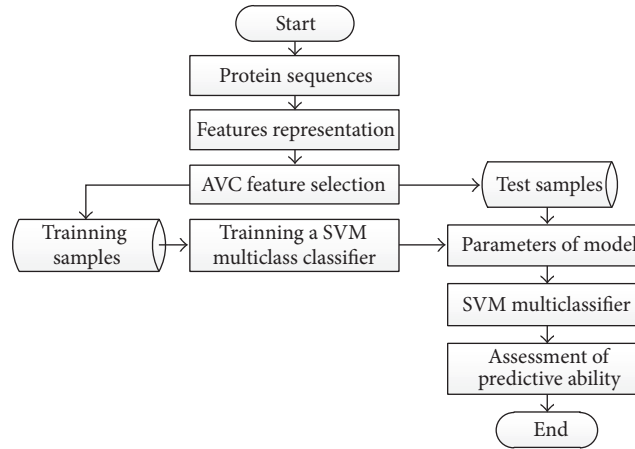 Start
Protein sequences
Features representation
AVC feature selection
Test samples
Trainning
samples
Trainning a SVM
multiclass classifier
Parameters of model
SVM multiclassifier
Assessment of
predictive ability
End